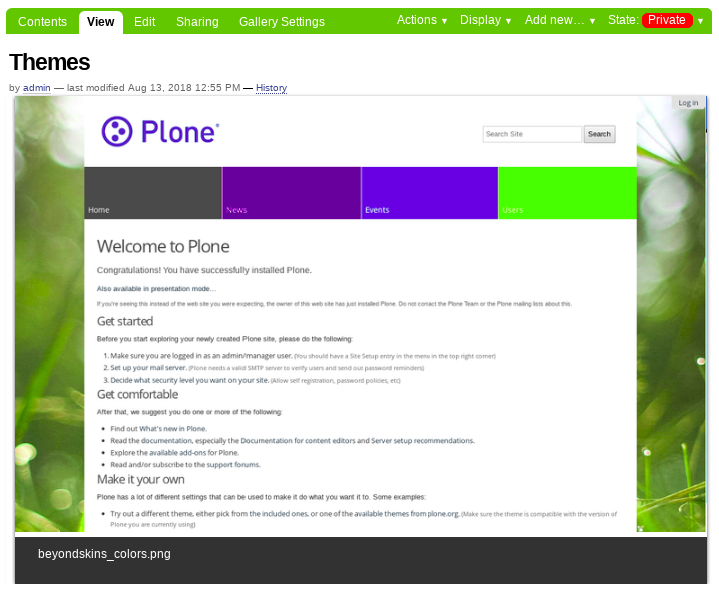 Contents View Edit Sharing Gallery Settings Actions ▼ Display ▼ Add new… ▼ State: Private ▼
Themes
by admin — last modified Aug 13, 2018 12:55 PM — History
Log in
Plone®
Search Site Search
Home News Events Users
Welcome to Plone
Congratulations! You have successfully installed Plone.
Also available in presentation mode…
If you're seeing this instead of the web site you were expecting, the owner of this web site has just installed Plone. Do not contact the Plone Team or the Plone mailing lists about this.
Get started
Before you start exploring your newly created Plone site, please do the following:
1. Make sure you are logged in as an admin/manager user. (You should have a Site Setup entry in the menu in the top right corner)
2. Set up your mail server. (Plone needs a valid SMTP server to verify users and send out password reminders)
3. Decide what security level you want on your site. (Allow self registration, password policies, etc)
Get comfortable
After that, we suggest you do one or more of the following:
• Find out What's new in Plone.
• Read the documentation, especially the Documentation for content editors and Server setup recommendations.
• Explore the available add-ons for Plone.
• Read and/or subscribe to the support forums.
Make it your own
Plone has a lot of different settings that can be used to make it do what you want it to. Some examples:
• Try out a different theme, either pick from the included ones, or one of the available themes from plone.org. (Make sure the theme is compatible with the version of
Plone you are currently using)
beyondskins_colors.png